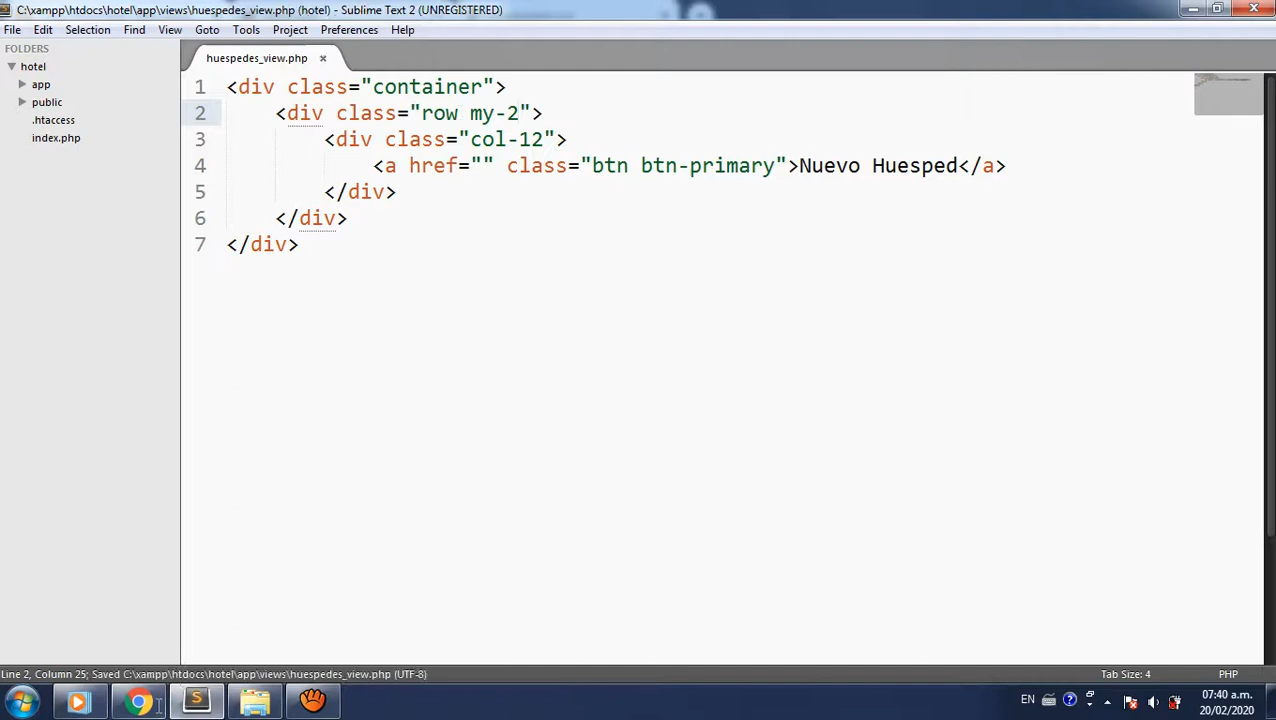 C:\xampp\htdocs\hotel\app\views\huespedes_view.php (hotel) - Sublime Text 2 (UNREGISTERED)
File Edit Selection View Goto Tools Project Preferences Help
FOLDERS
hotel
app
public
.htaccess
index.php
huespedes_view.php ×
1 <div class="container">
2 <div class="row my-2">
3 <div class="col-12">
4 <a href="" class="btn btn-primary">Nuevo Huesped</a>
5 </div>
6 </div>
7 </div>
Line 2, Column 25; Saved C:\xampp\htdocs\hotel\app\views\huespedes_view.php (UTF-8)
Tab Size: 4
PHP
EN
07:40 a.m.
20/02/2020